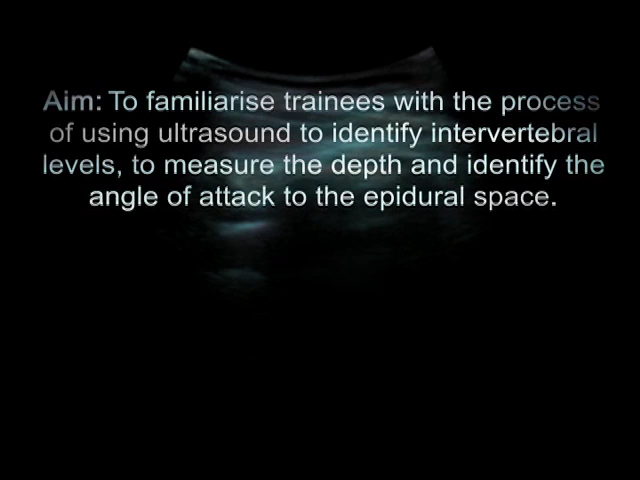 Aim: To familiarise trainees with the process
of using ultrasound to identify intervertebral
levels, to measure the depth and identify the
angle of attack to the epidural space.